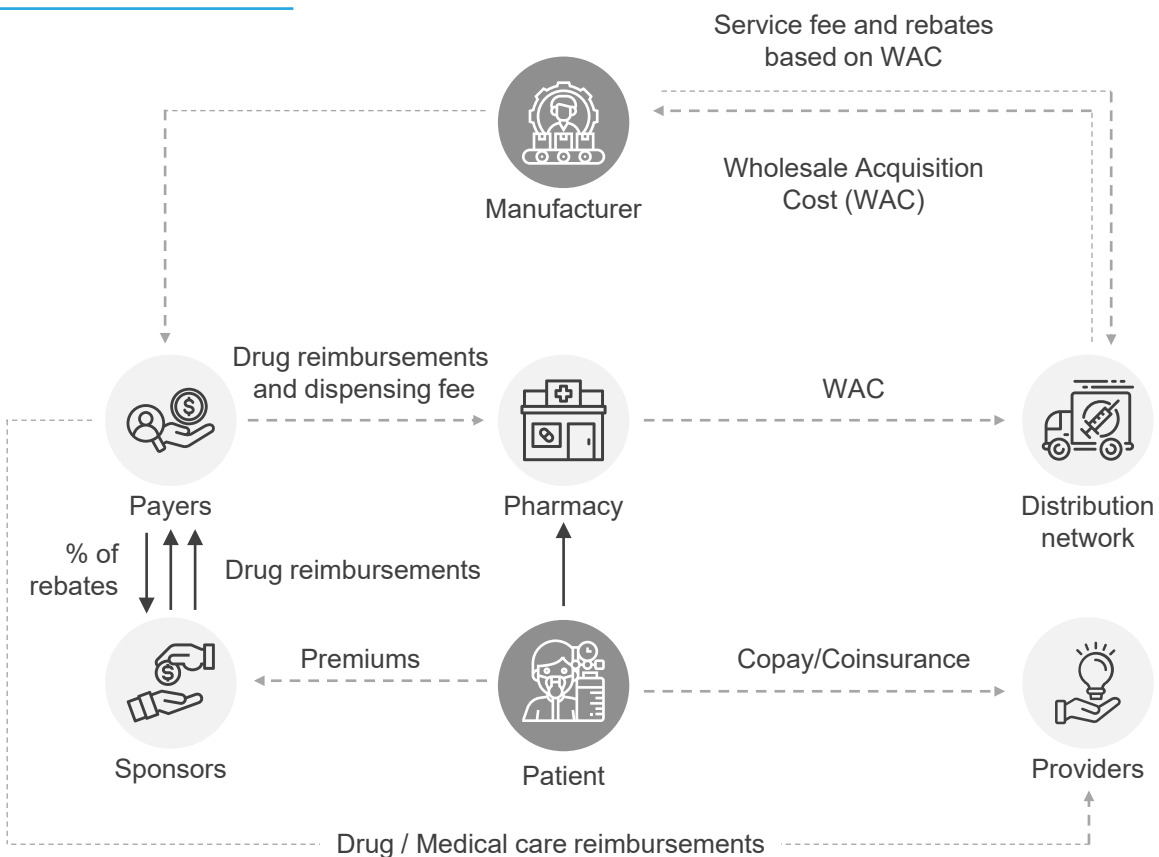 Service fee and rebates
based on WAC
Wholesale Acquisition
Cost (WAC)
Manufacturer
Drug reimbursements
and dispensing fee
WAC
Payers
Pharmacy
Distribution
network
% of
rebates
Drug reimbursements
Premiums
Copay/Coinsurance
Sponsors
Patient
Providers
Drug / Medical care reimbursements